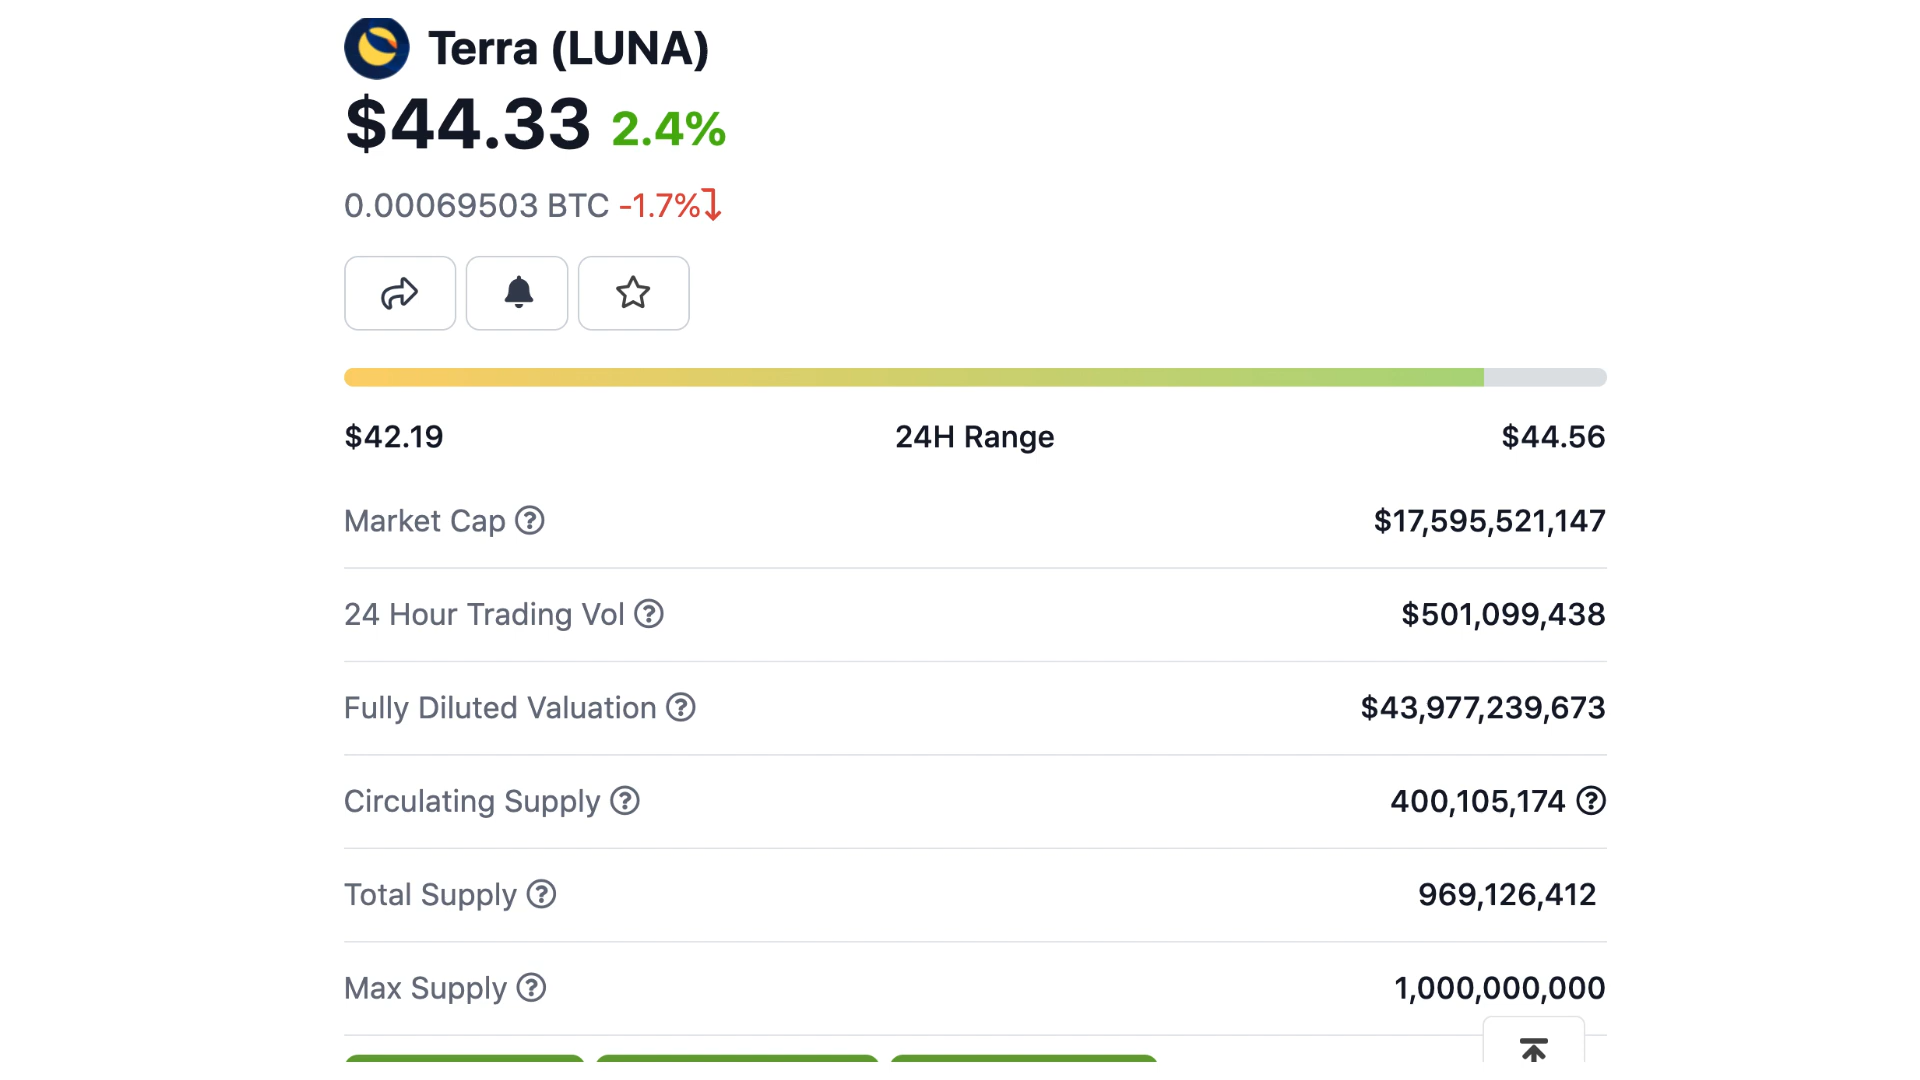 Terra (LUNA)
$44.33 2.4%
0.00069503 BTC -1.7%
$42.19 24H Range $44.56
Market Cap ? $17,595,521,147
24 Hour Trading Vol ? $501,099,438
Fully Diluted Valuation ? $43,977,239,673
Circulating Supply ? 400,105,174 ?
Total Supply ? 969,126,412
Max Supply ? 1,000,000,000